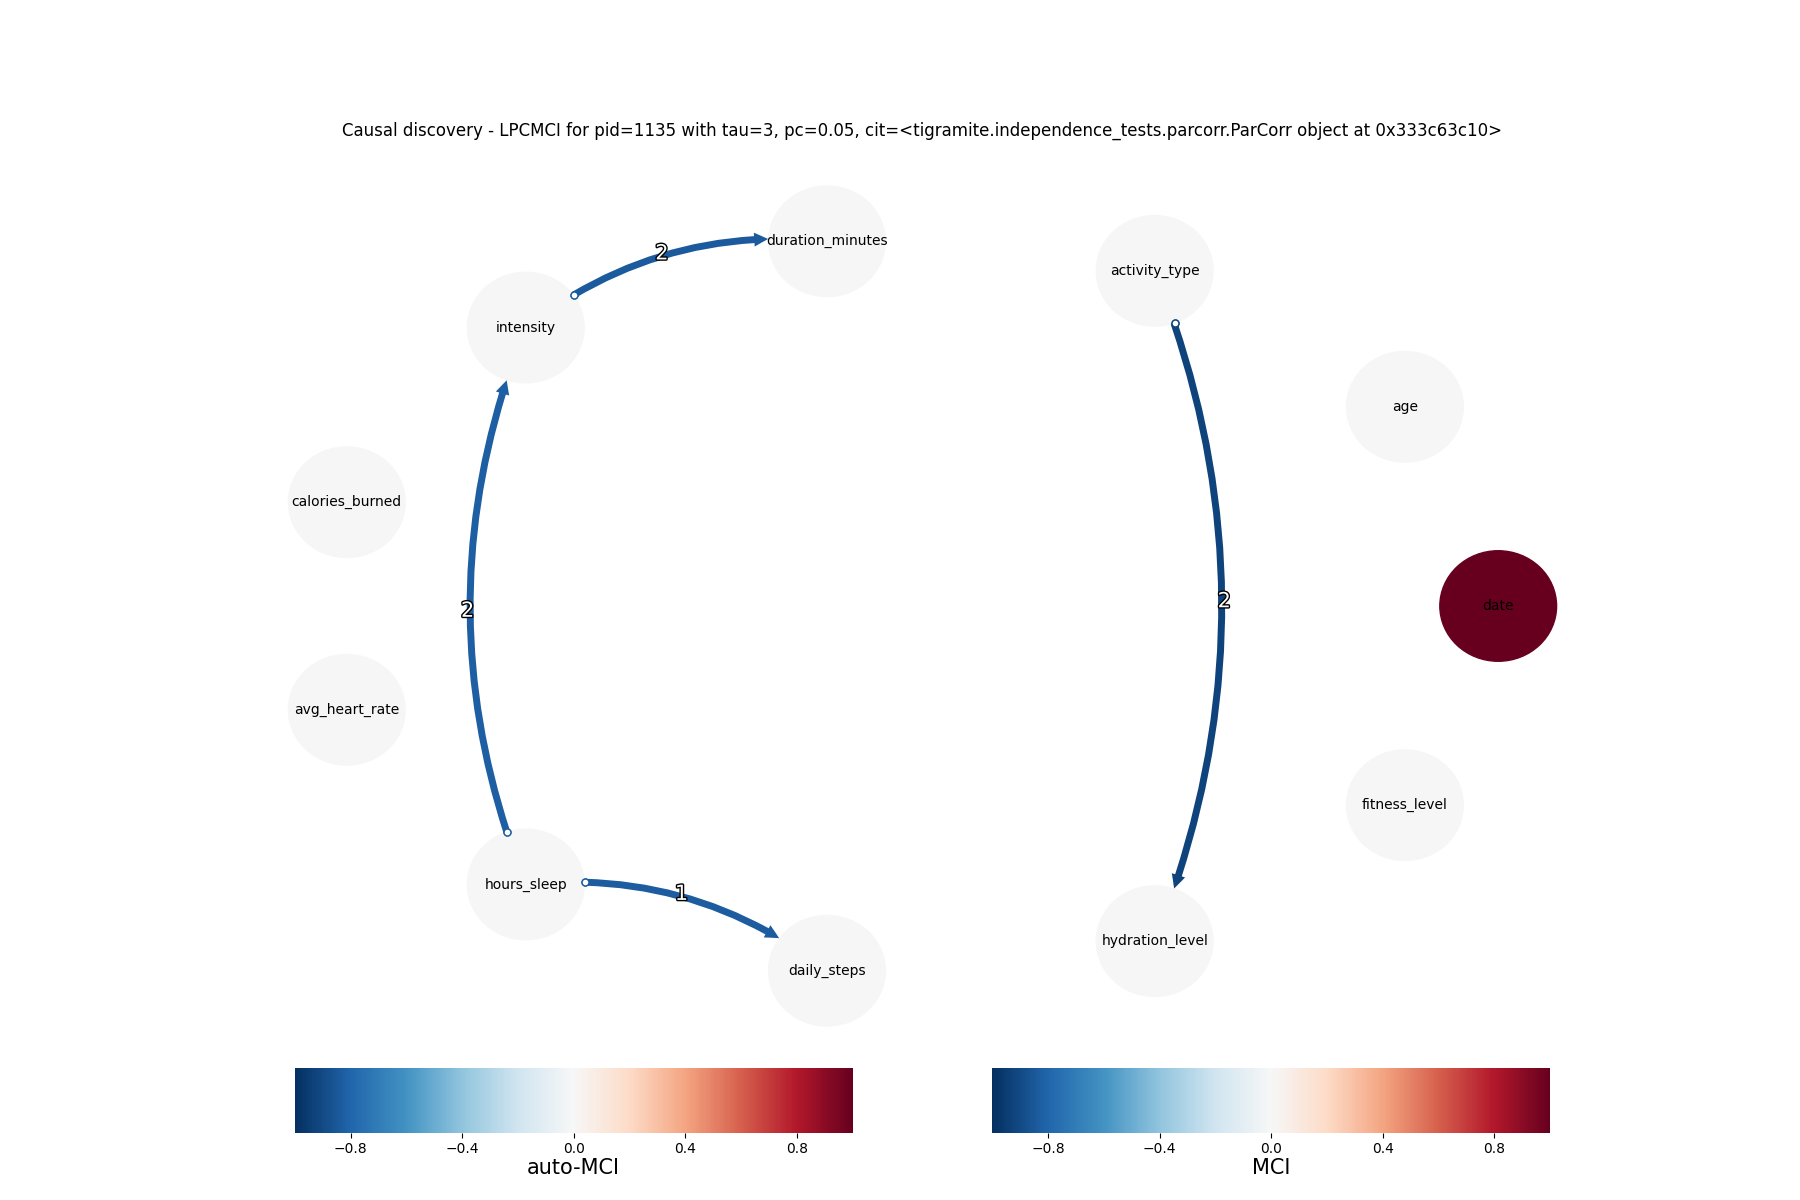 Causal discovery - LPCMCI for pid=1135 with tau=3, pc=0.05, cit=<tigramite.independence_tests.parcorr.ParCorr object at 0x333c63c10>
duration_minutes
2
activity_type
intensity
age
calories_burned
2
2
date
avg_heart_rate
fitness_level
hours_sleep
1
hydration_level
daily_steps
−0.8 −0.4 0.0 0.4 0.8
auto-MCI
−0.8 −0.4 0.0 0.4 0.8
MCI